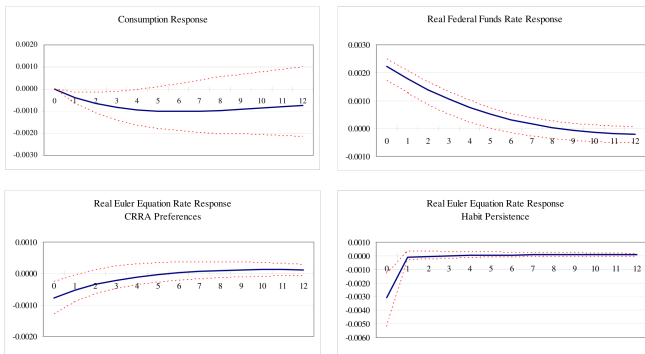 Consumption Response
0.0020
0.0010
0.0000
-0.0010
-0.0020
-0.0030
0 1 2 3 4 5 6 7 8 9 10 11 12
Real Federal Funds Rate Response
0.0030
0.0020
0.0010
0.0000
-0.0010
0 1 2 3 4 5 6 7 8 9 10 11 12
Real Euler Equation Rate Response
CRRA Preferences
0.0010
0.0000
-0.0010
-0.0020
0 1 2 3 4 5 6 7 8 9 10 11 12
Real Euler Equation Rate Response
Habit Persistence
0.0010
0.0000
-0.0010
-0.0020
-0.0030
-0.0040
-0.0050
-0.0060
0 1 2 3 4 5 6 7 8 9 10 11 12